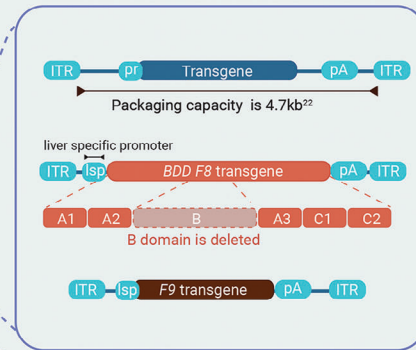 ITR pr Transgene pA ITR
Packaging capacity is 4.7kb22
liver specific promoter
ITR lsp BDD F8 transgene pA ITR
A1 A2 B A3 C1 C2
B domain is deleted
ITR lsp F9 transgene pA ITR